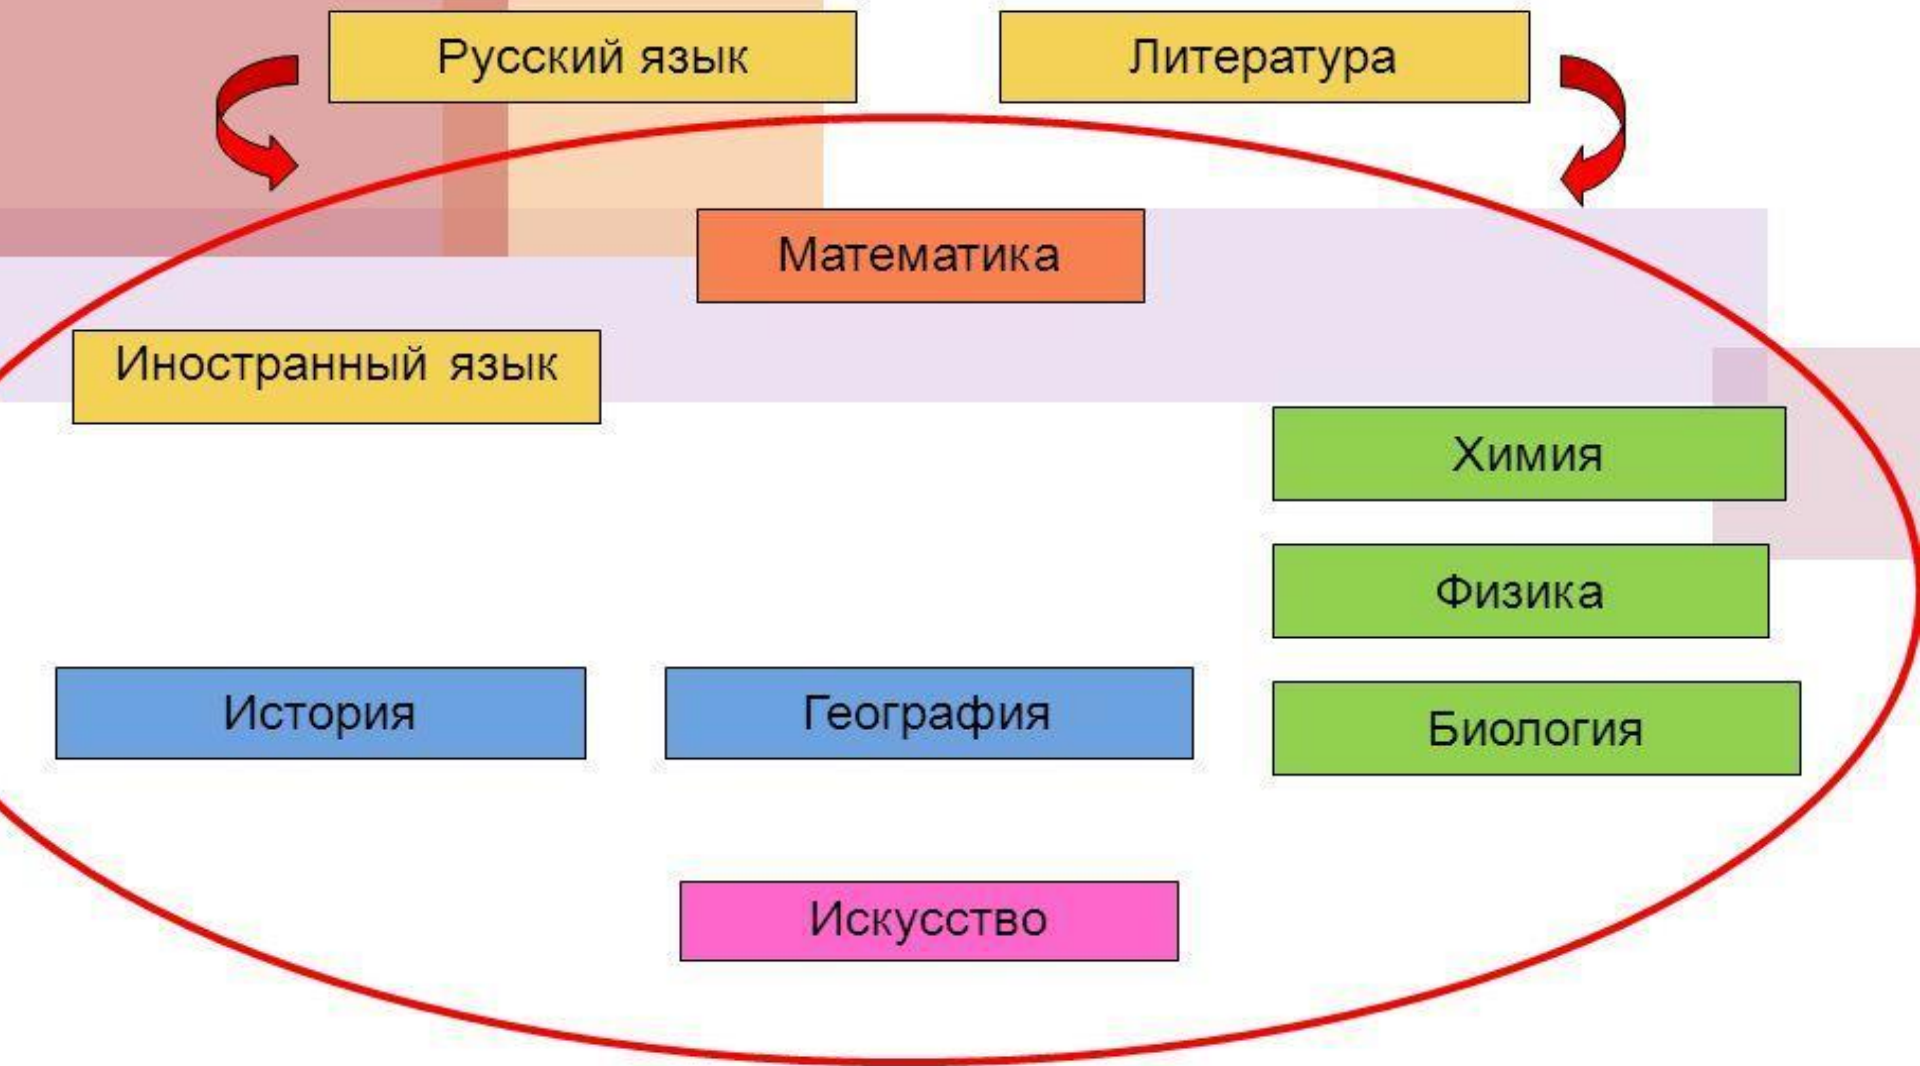 Русский язык
Литература
Математика
Иностранный язык
Химия
Физика
История
География
Биология
Искусство